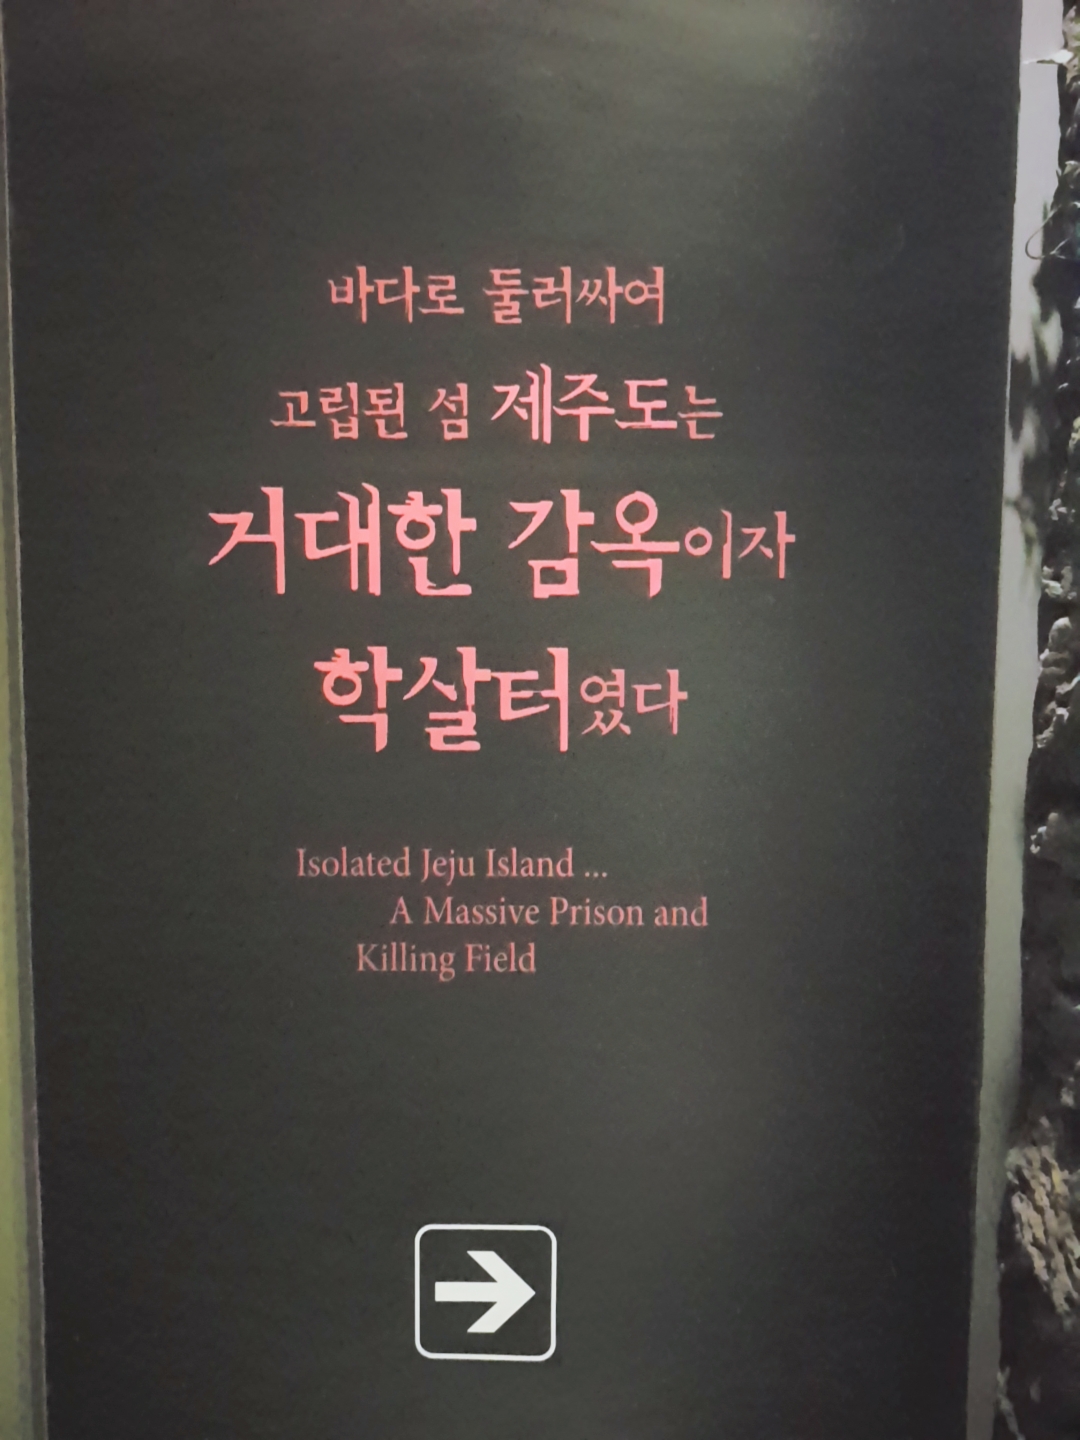 바다로 둘러싸여
고립된 섬 제주도는
거대한 감옥이자
학살터였다
Isolated Jeju Island ...
A Massive Prison and
Killing Field